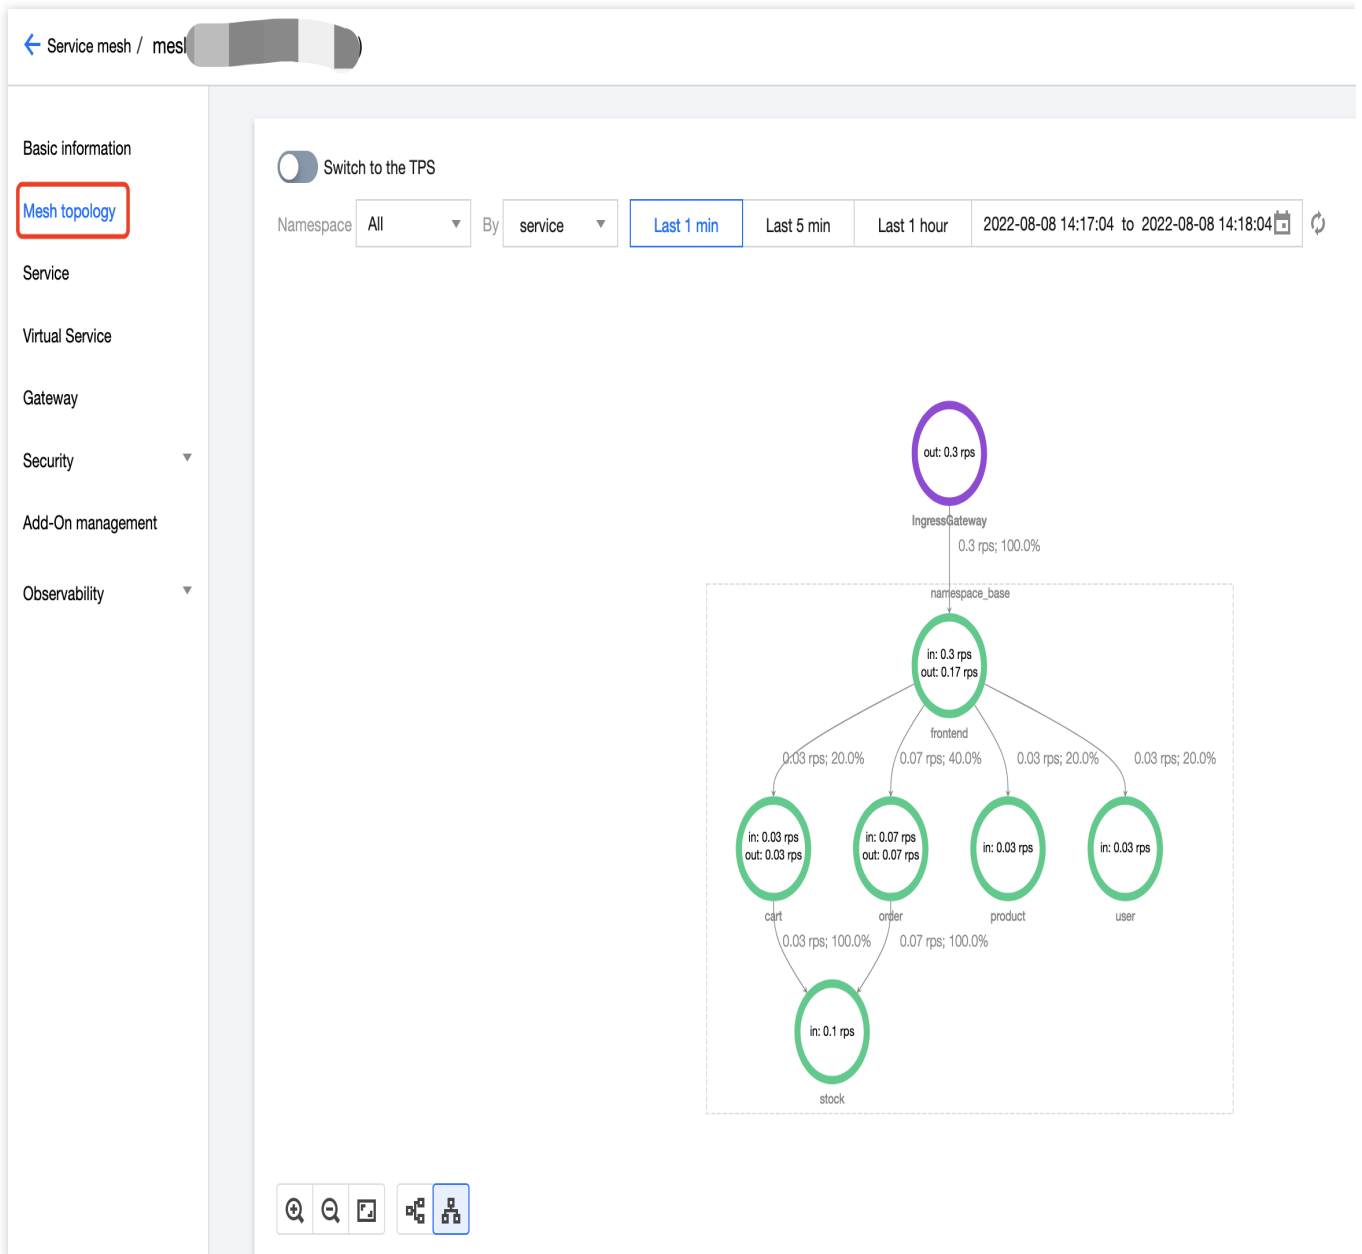 Service mesh / mesl
Basic information
Mesh topology
Service
Virtual Service
Gateway
Security
Add-On management
Observability
Switch to the TPS
Namespace All By service Last 1 min Last 5 min Last 1 hour 2022-08-08 14:17:04 to 2022-08-08 14:18:04
out: 0.3 rps
IngressGateway
0.3 rps; 100.0%
namespace_base
in: 0.3 rps
out: 0.17 rps
frontend
0.03 rps; 20.0% 0.07 rps; 40.0% 0.03 rps; 20.0% 0.03 rps; 20.0%
in: 0.03 rps
out: 0.03 rps
in: 0.07 rps
out: 0.07 rps
in: 0.03 rps
in: 0.03 rps
cart order product user
0.03 rps; 100.0% 0.07 rps; 100.0%
in: 0.1 rps
stock